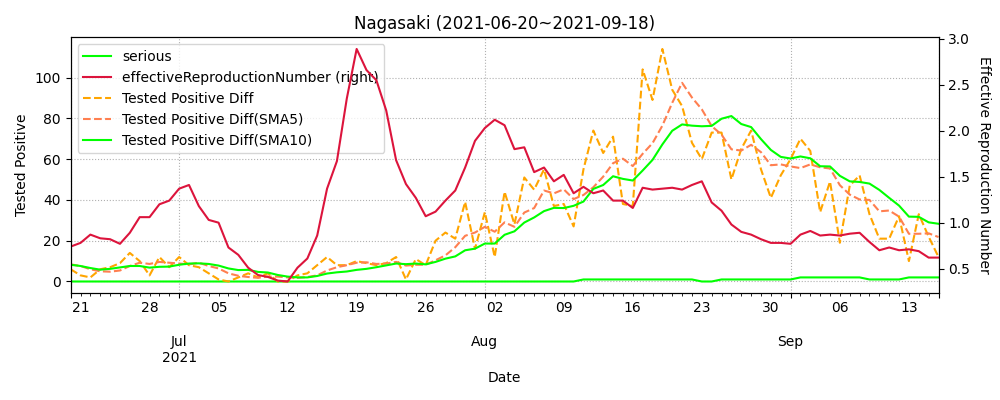 Nagasaki (2021-06-20~2021-09-18)
serious
effectiveReproductionNumber (right)
Tested Positive Diff
Tested Positive Diff(SMA5)
Tested Positive Diff(SMA10)
Tested Positive
100
80
60
40
20
0
3.0
2.5
2.0
1.5
1.0
0.5
Effective Reproduction Number
21 28 05 12 19 26 02 09 16 23 30 06 13
Jul Aug Sep
2021
Date